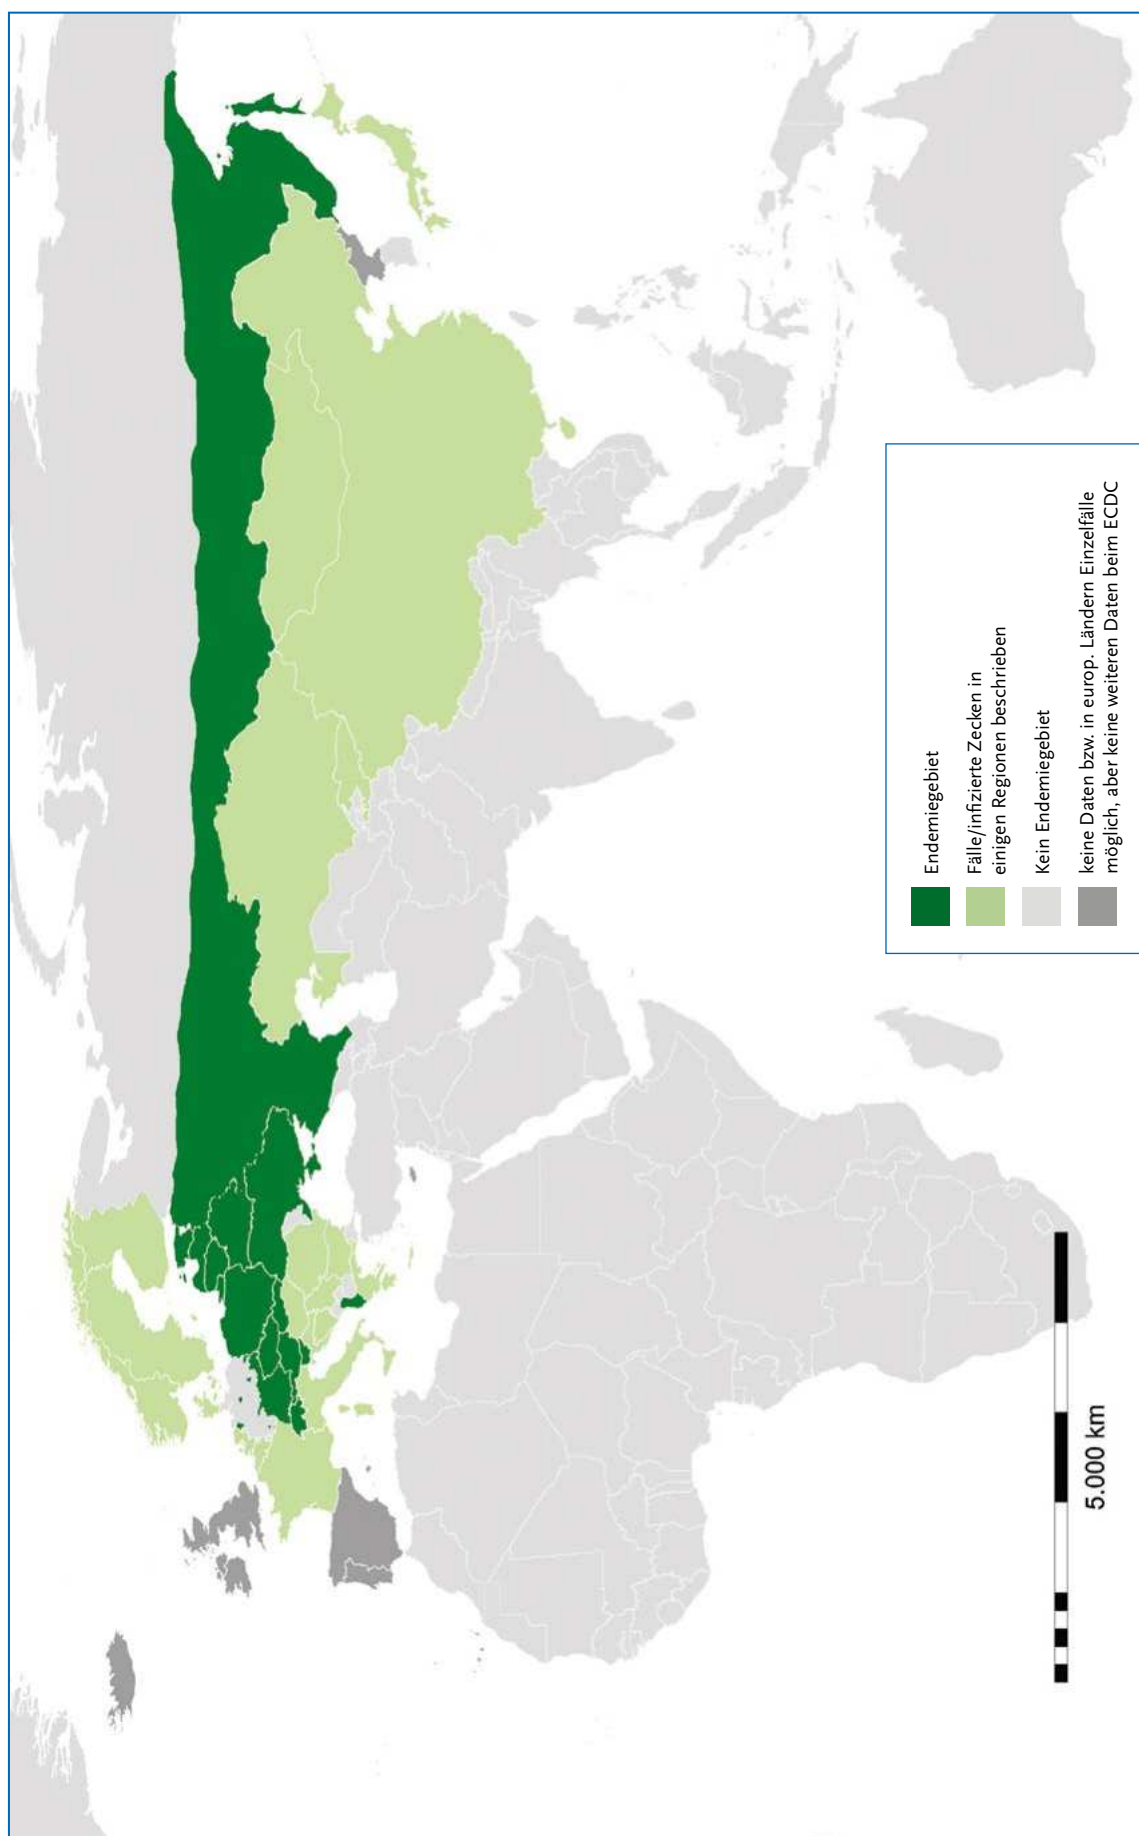 Endemiegebiet
Fälle/infizierte Zecken in
einigen Regionen beschrieben
Kein Endemiegebiet
keine Daten bzw. in europ. Ländern Einzelfälle
möglich, aber keine weiteren Daten beim ECDC
5.000 km